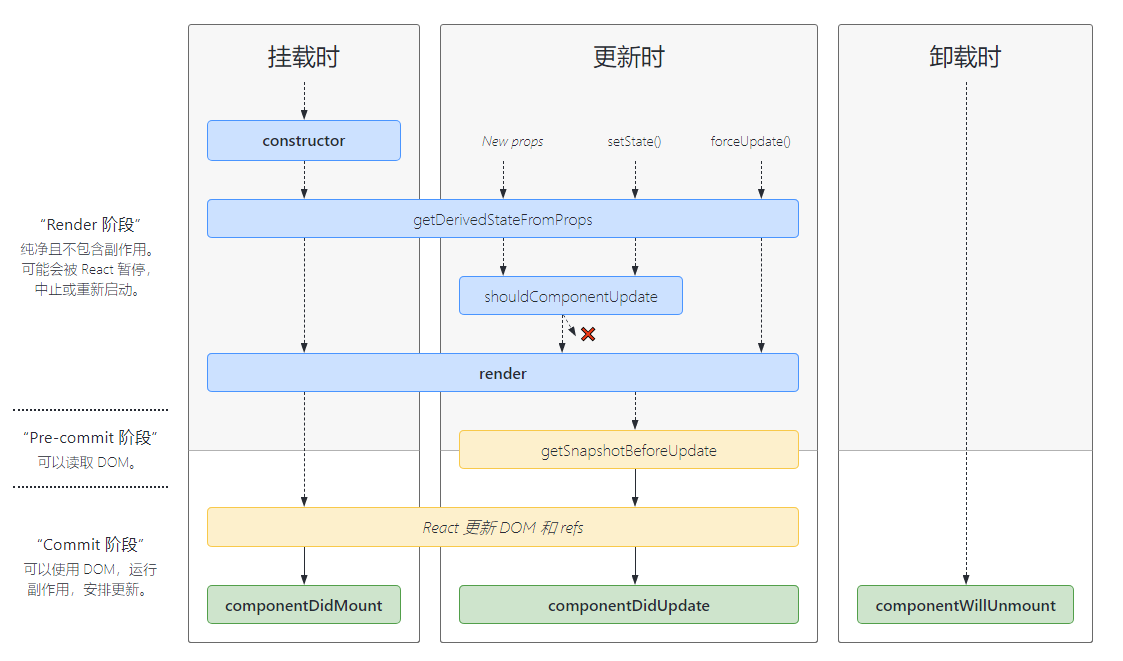 挂载时
更新时
卸载时
constructor
New props
setState()
forceUpdate()
getDerivedStateFromProps
“Render 阶段”
纯净且不包含副作用。
可能会被 React 暂停，
中止或重新启动。
shouldComponentUpdate
render
“Pre-commit 阶段”
可以读取 DOM。
getSnapshotBeforeUpdate
React 更新 DOM 和 refs
“Commit 阶段”
可以使用 DOM，运行
副作用，安排更新。
componentDidMount
componentDidUpdate
componentWillUnmount